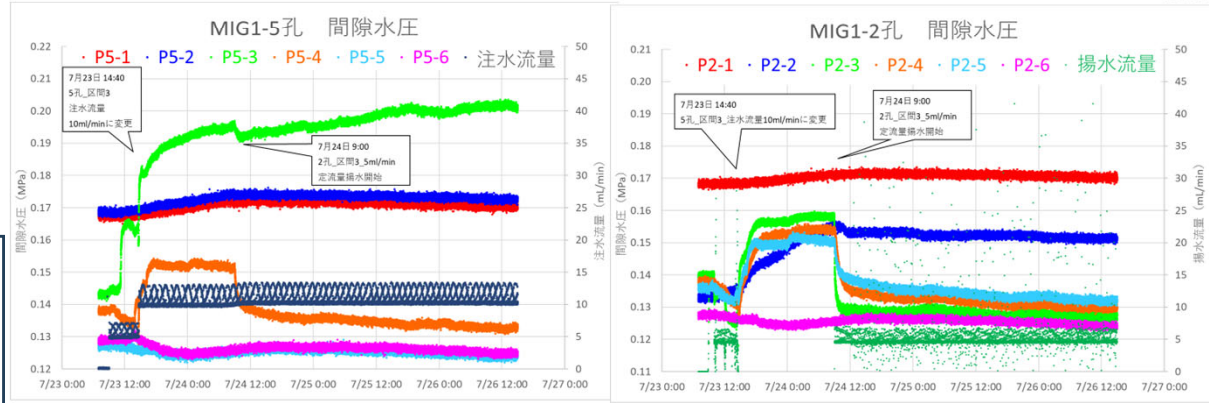 MIG1-5孔 間隙水圧
・P5-1 ・P5-2 ・P5-3 ・P5-4 ・P5-5 ・P5-6 ・注水流量
0.22
0.21
0.20
0.19
0.18
0.17
0.16
0.15
0.14
0.13
0.12
間隙水圧（MPa）
50
45
40
35
30
25
20
15
10
5
0
注水流量（mL/min）
7月23日 14:40
5孔_区間3
注水流量
10ml/minに変更
7月24日 9:00
2孔_区間3_5ml/min
定流量揚水開始
7/23 0:00 7/23 12:00 7/24 0:00 7/24 12:00 7/25 0:00 7/25 12:00 7/26 0:00 7/26 12:00 7/27 0:00
MIG1-2孔 間隙水圧
・P2-1 ・P2-2 ・P2-3 ・P2-4 ・P2-5 ・P2-6 ・揚水流量
0.21
0.20
0.19
0.18
0.17
0.16
0.15
0.14
0.13
0.12
0.11
間隙水圧（MPa）
50
45
40
35
30
25
20
15
10
5
0
揚水流量（mL/min）
7月23日 14:40
5孔_区間3_注水流量10ml/minに変更
7月24日 9:00
2孔_区間3_5ml/min
定流量揚水開始
7/23 0:00 7/23 12:00 7/24 0:00 7/24 12:00 7/25 0:00 7/25 12:00 7/26 0:00 7/26 12:00 7/27 0:00